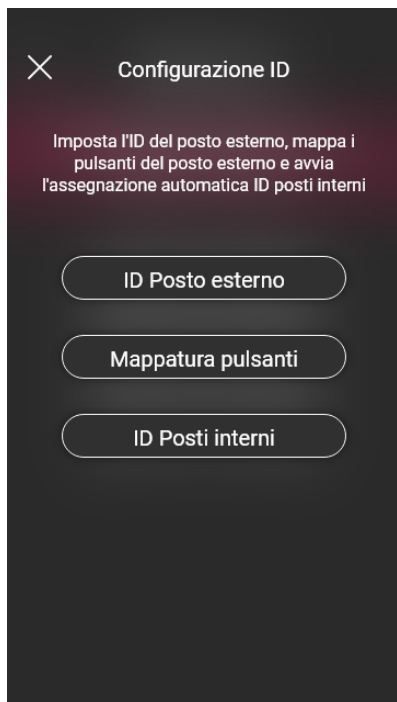 Configurazione ID
Imposta l'ID del posto esterno, mappa i
pulsanti del posto esterno e avvia
l'assegnazione automatica ID posti interni
ID Posto esterno
Mappatura pulsanti
ID Posti interni